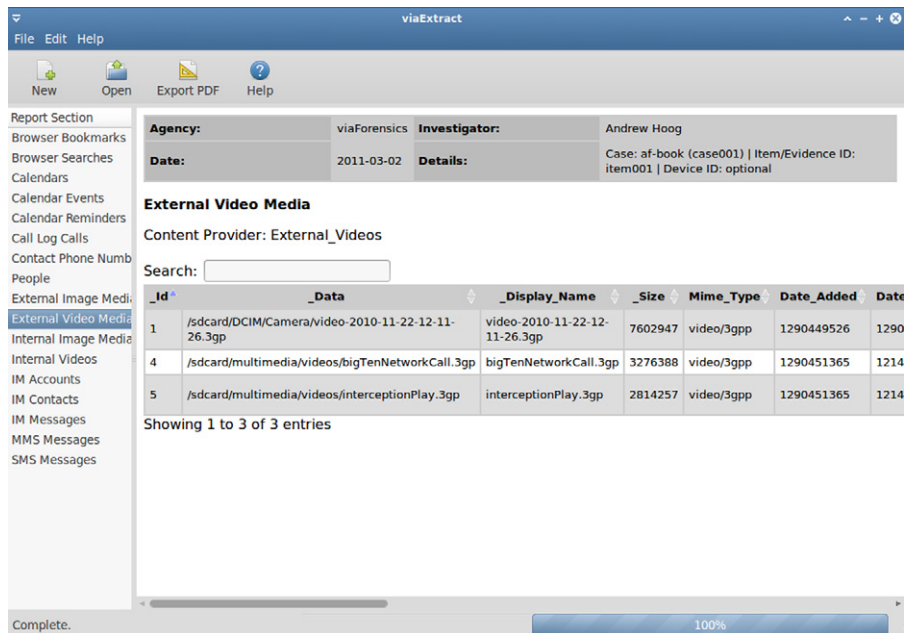 viaExtract
File Edit Help
New Open Export PDF Help
Report Section
Browser Bookmarks
Browser Searches
Calendars
Calendar Events
Calendar Reminders
Call Log Calls
Contact Phone Numb
People
External Image Media
External Video Media
Internal Image Media
Internal Videos
IM Accounts
IM Contacts
IM Messages
MMS Messages
SMS Messages
Agency: viaForensics Investigator: Andrew Hoog
Date: 2011-03-02 Details: Case: af-book (case001) | Item/Evidence ID:
item001 | Device ID: optional
External Video Media
Content Provider: External_Videos
Search:
_Id _Data _Display_Name _Size Mime_Type Date_Added Date
1 /sdcard/DCIM/Camera/video-2010-11-22-12-11- video-2010-11-22-12- 7602947 video/3gpp 1290449526 1290
26.3gp 11-26.3gp
4 /sdcard/multimedia/videos/bigTenNetworkCall.3gp bigTenNetworkCall.3gp 3276388 video/3gpp 1290451365 1214
5 /sdcard/multimedia/videos/interceptionPlay.3gp interceptionPlay.3gp 2814257 video/3gpp 1290451365 1214
Showing 1 to 3 of 3 entries
Complete. 100%